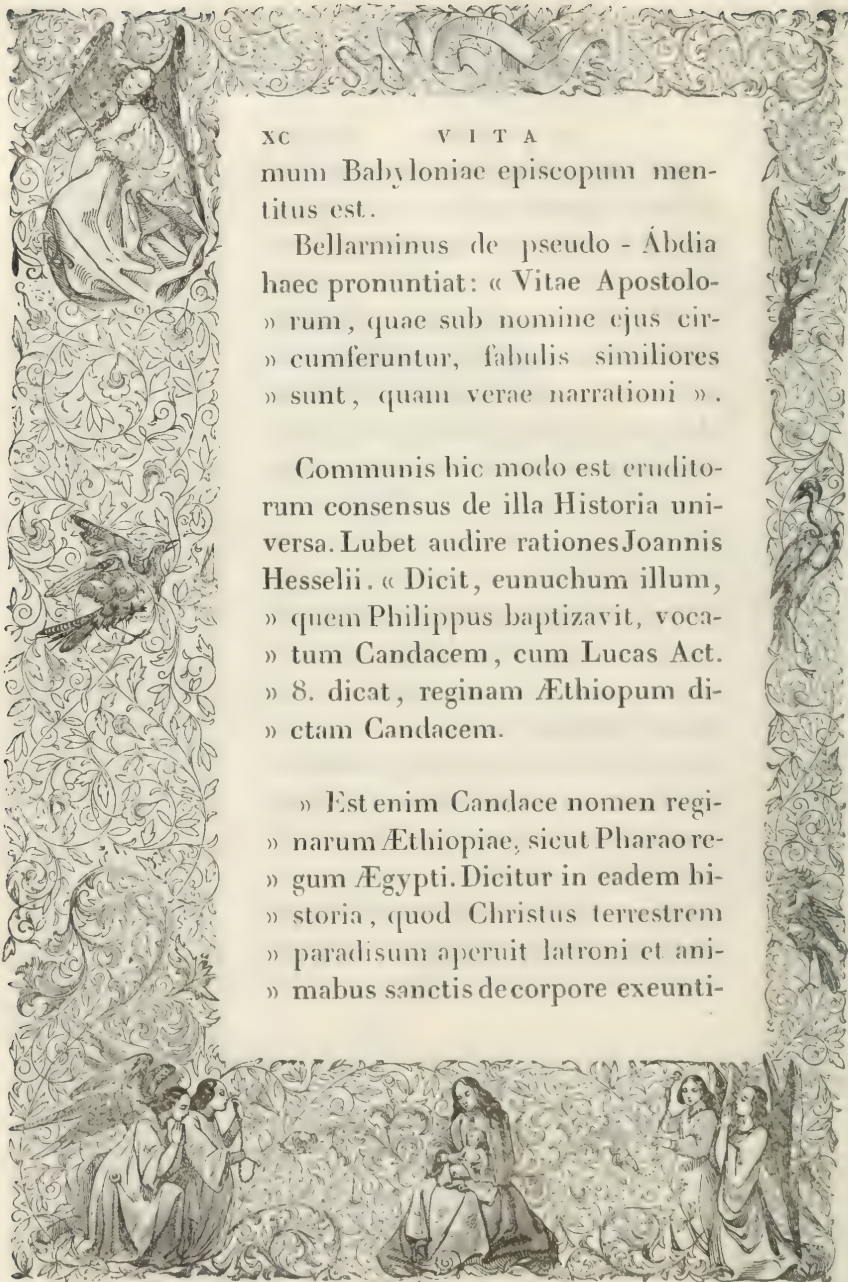 XC VITA
mum Babyloniae episcopum men-
titus est.
Bellarminus de pseudo - Ábdia
haec pronuntiat: « Vitae Apostolo-
» rum, quae sub nomine ejus cir-
» cumferuntur, fabulis similiores
» sunt, quam verae narrationi ».
Communis hic modo est erudito-
rum consensus de illa Historia uni-
versa. Lubet audire rationes Joannis
Hesselii. « Dicit, eunuchum illum,
» quem Philippus baptizavit, voca-
» tum Candacem, cum Lucas Act.
» 8. dicat, reginam Æthiopum di-
» ctam Candacem.
» Est enim Candace nomen regi-
» narum Æthiopiae, sicut Pharao re-
» gum Ægypti. Dicitur in eadem hi-
» storia, quod Christus terrestrem
» paradisum aperuit latroni et ani-
» mabus sanctis de corpore exeunti-